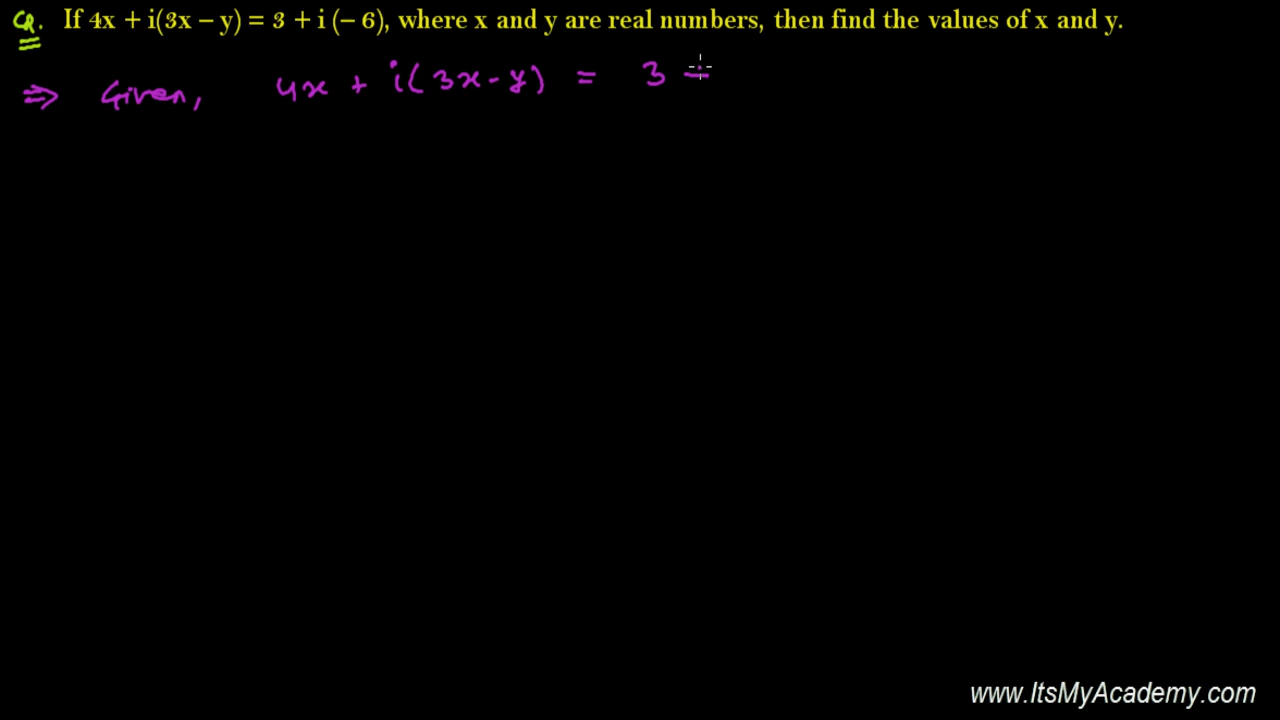 Q. If 4x + i(3x – y) = 3 + i (– 6), where x and y are real numbers, then find the values of x and y.
⇒ Given, 4x + i(3x - y) = 3
www.ItsMyAcademy.com